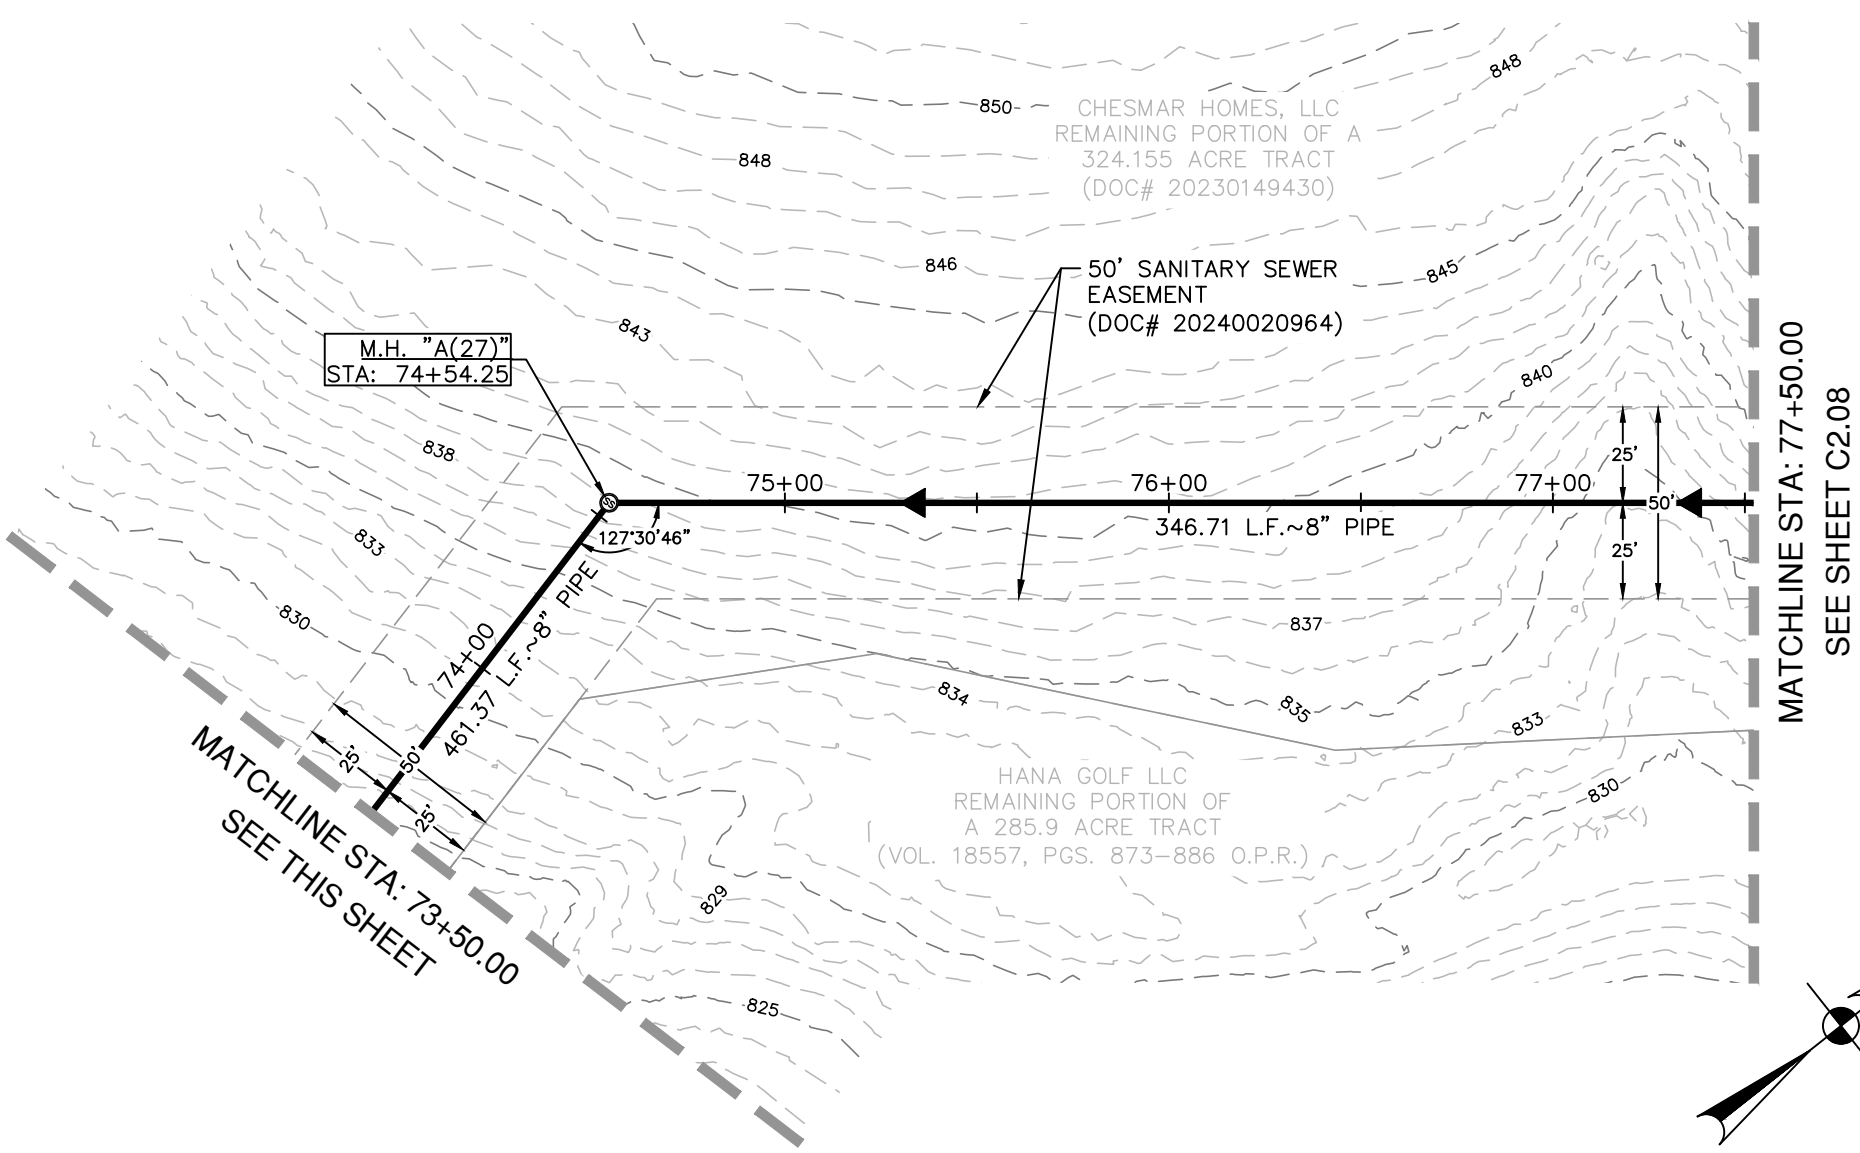 848
850
CHESMAR HOMES, LLC
REMAINING PORTION OF A
324.155 ACRE TRACT
(DOC# 20230149430)
848
846
845
50' SANITARY SEWER
EASEMENT
(DOC# 20240020964)
843
M.H. "A(27)"
STA: 74+54.25
840
838
75+00
76+00
77+00
25'
50'
25'
346.71 L.F.~8" PIPE
127°30'46"
SS
833
830
837
74+00
461.37 L.F.~8" PIPE
834
835
833
830
25'
50'
25'
HANA GOLF LLC
REMAINING PORTION OF
A 285.9 ACRE TRACT
(VOL. 18557, PGS. 873-886 O.P.R.)
829
825
MATCHLINE STA: 73+50.00
SEE THIS SHEET
MATCHLINE STA: 77+50.00
SEE SHEET C2.08